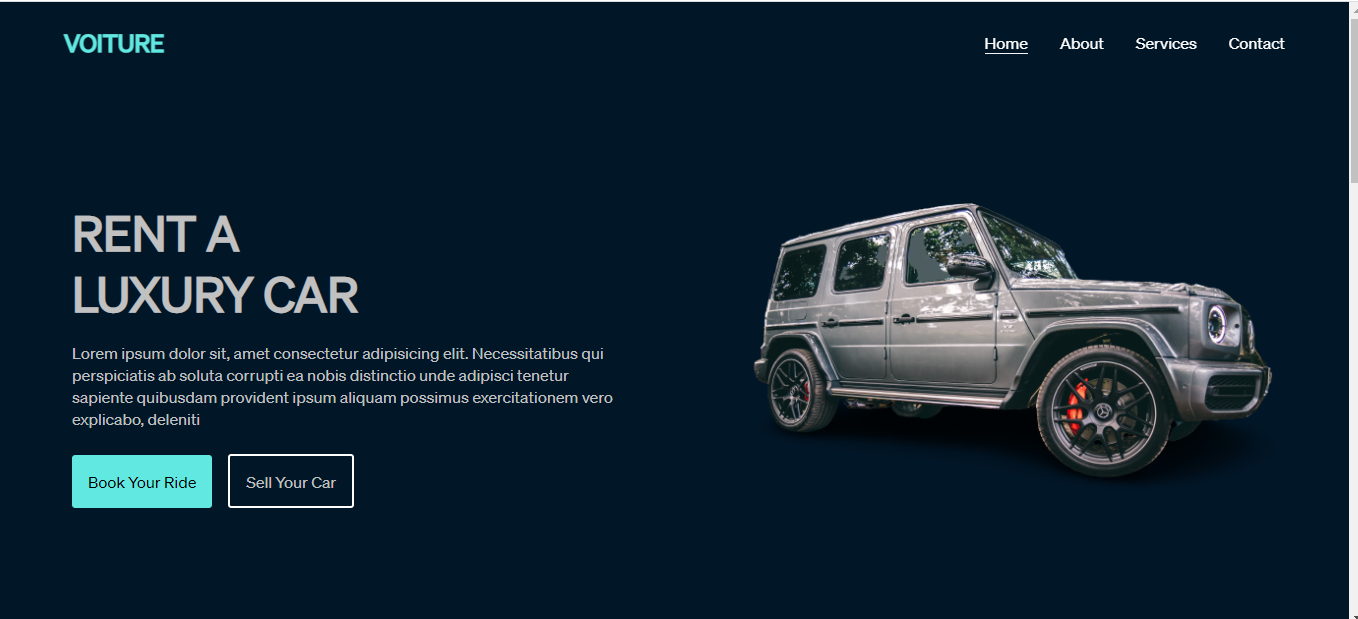 VOITURE
Home About Services Contact
RENT A
LUXURY CAR
Lorem ipsum dolor sit, amet consectetur adipisicing elit. Necessitatibus qui
perspiciatis ab soluta corrupti ea nobis distinctio unde adipisci tenetur
sapiente quibusdam provident ipsum aliquam possimus exercitationem vero
explicabo, deleniti
Book Your Ride
Sell Your Car